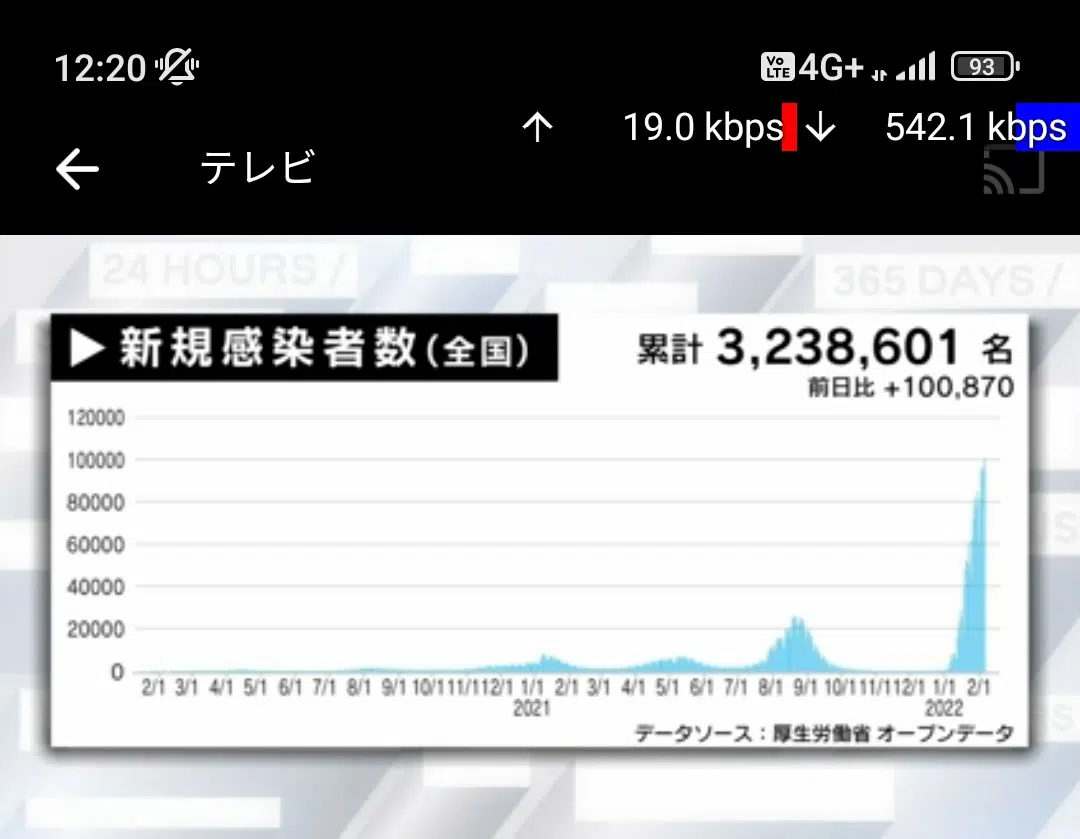 12:20 VoLTE 4G+ 93
↑ 19.0 kbps ↓ 542.1 kbps
← テレビ
24 HOURS /
365 DAYS /
▶新規感染者数(全国)
累計 3,238,601 名
前日比 +100,870
120000
100000
80000
60000
40000
20000
0
2/1 3/1 4/1 5/1 6/1 7/1 8/1 9/1 10/1 11/1 12/1 1/1 2/1 3/1 4/1 5/1 6/1 7/1 8/1 9/1 10/1 11/1 12/1 1/1 2/1
2021 2022
データソース：厚生労働省 オープンデータ